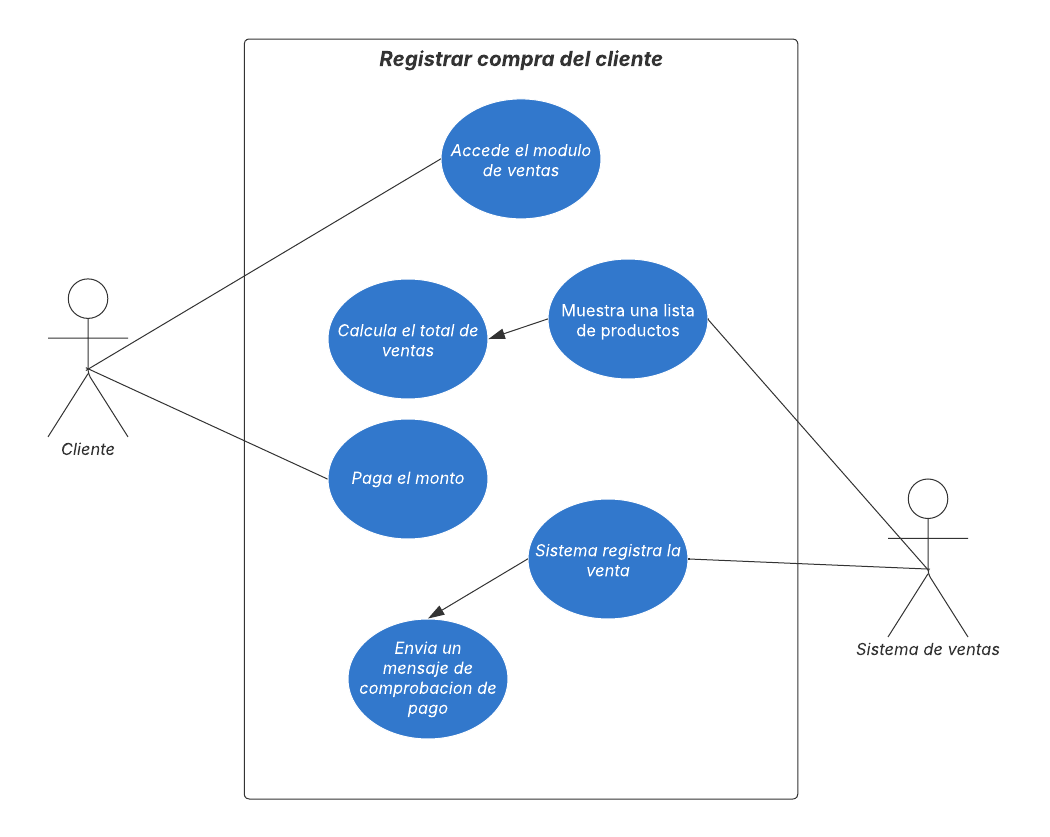 Registrar compra del cliente
Accede el modulo
de ventas
Muestra una lista
de productos
Calcula el total de
ventas
Cliente
Paga el monto
Sistema registra la
venta
Sistema de ventas
Envia un
mensaje de
comprobacion de
pago